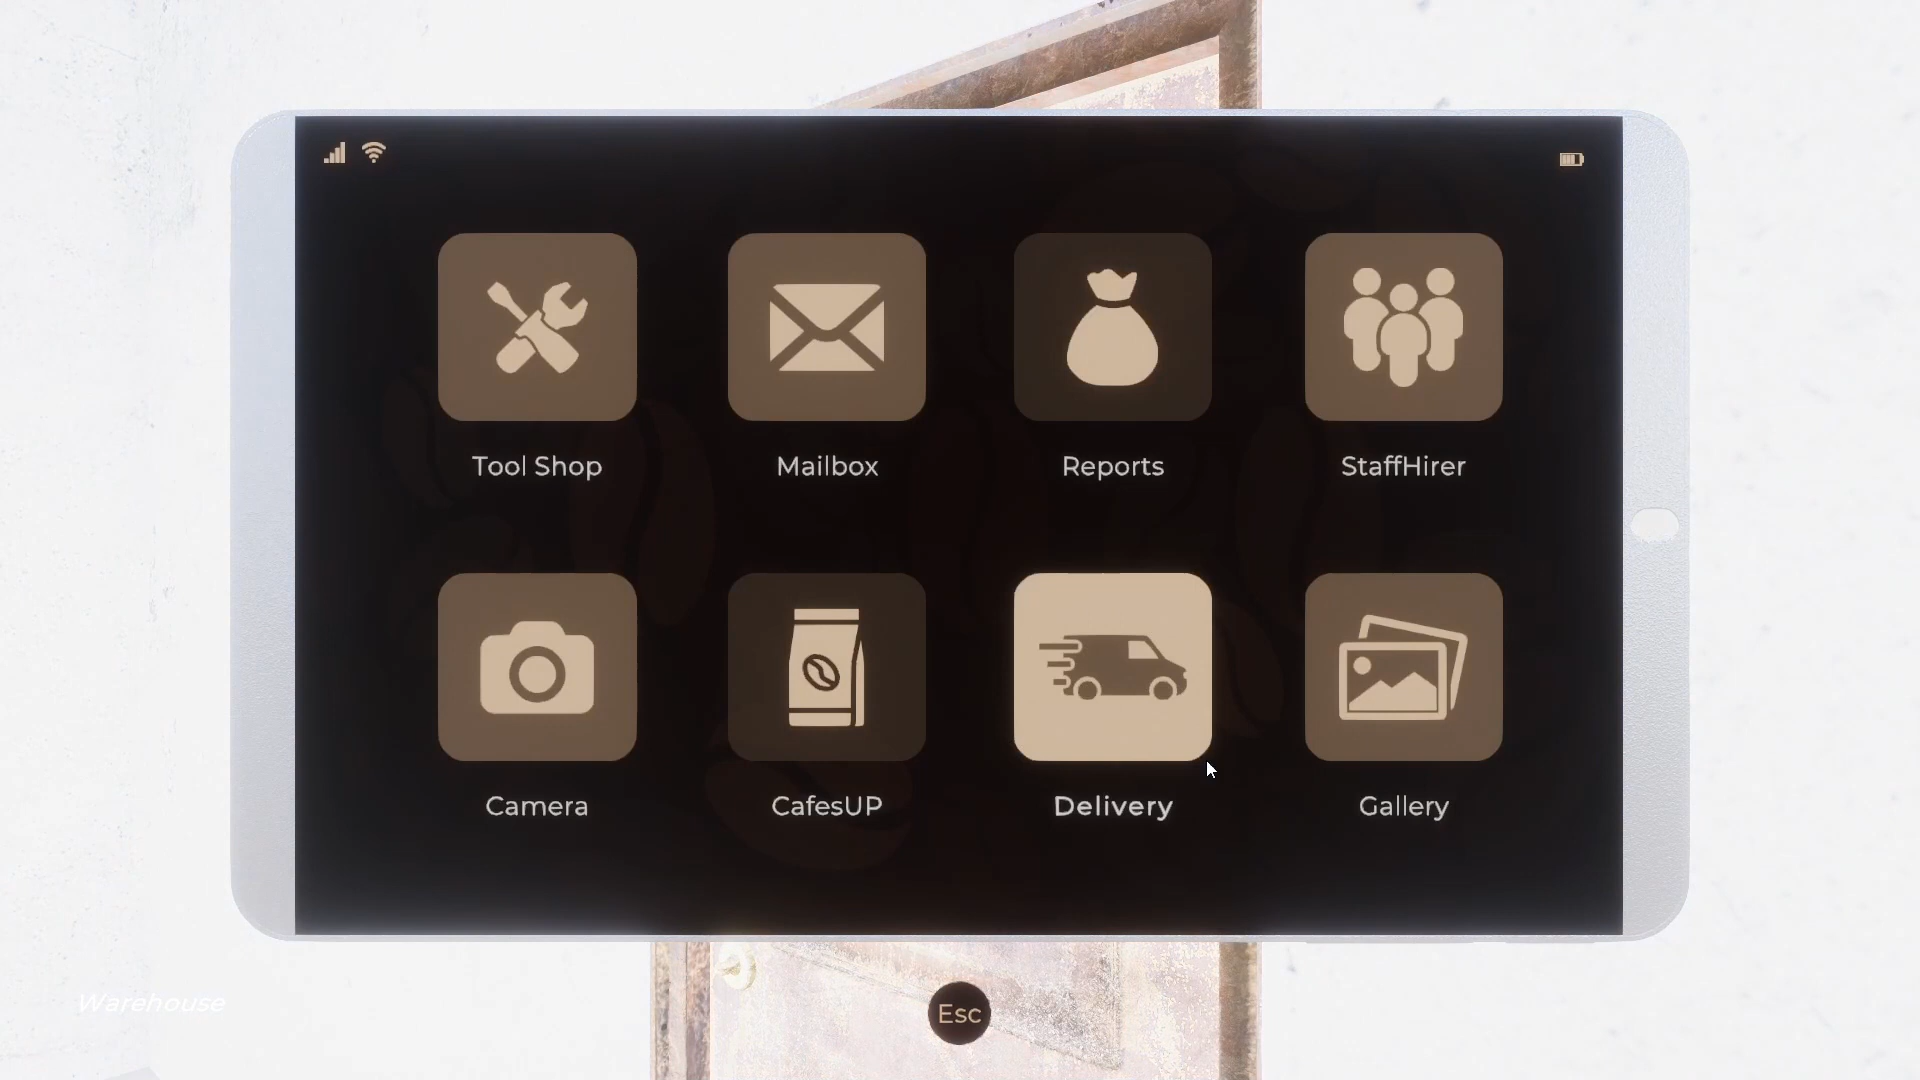 Tool Shop
Mailbox
Reports
StaffHirer
Camera
CafesUP
Delivery
Gallery
Warehouse
Esc